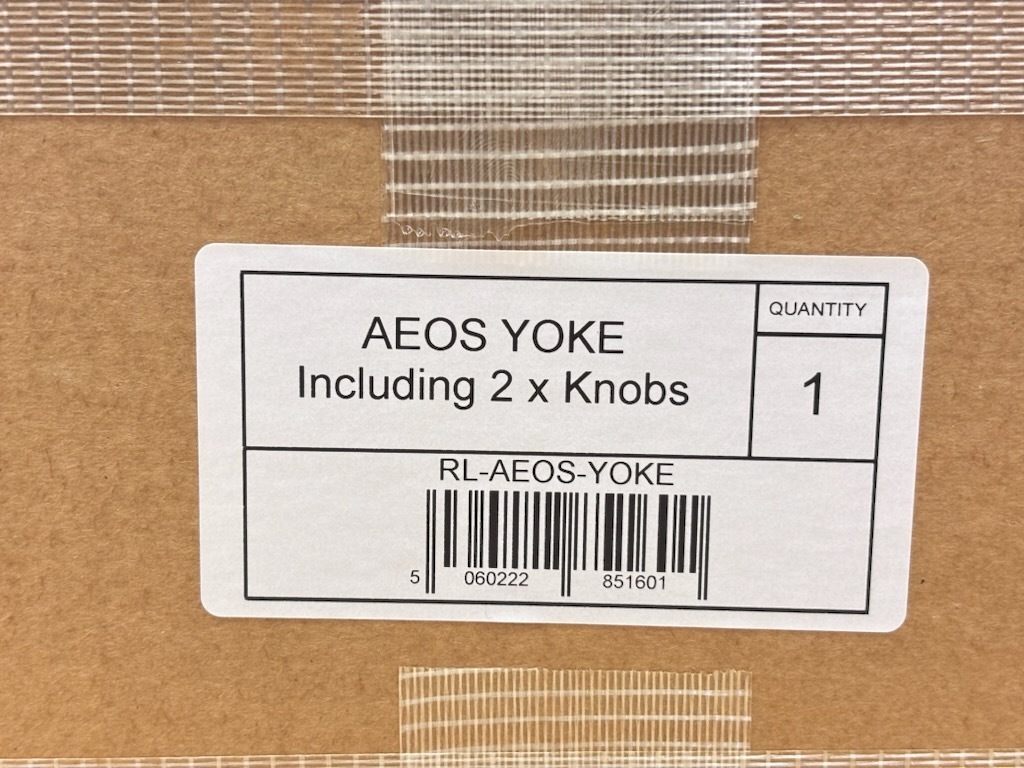 AEOS YOKE
Including 2 x Knobs
QUANTITY
1
RL-AEOS-YOKE
5 060222 851601